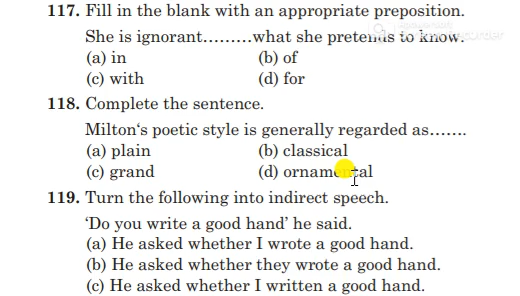 117. Fill in the blank with an appropriate preposition.
She is ignorant.........what she pretends to know.
(a) in (b) of
(c) with (d) for
118. Complete the sentence.
Milton‘s poetic style is generally regarded as.......
(a) plain (b) classical
(c) grand (d) ornamental
119. Turn the following into indirect speech.
‘Do you write a good hand’ he said.
(a) He asked whether I wrote a good hand.
(b) He asked whether they wrote a good hand.
(c) He asked whether I written a good hand.